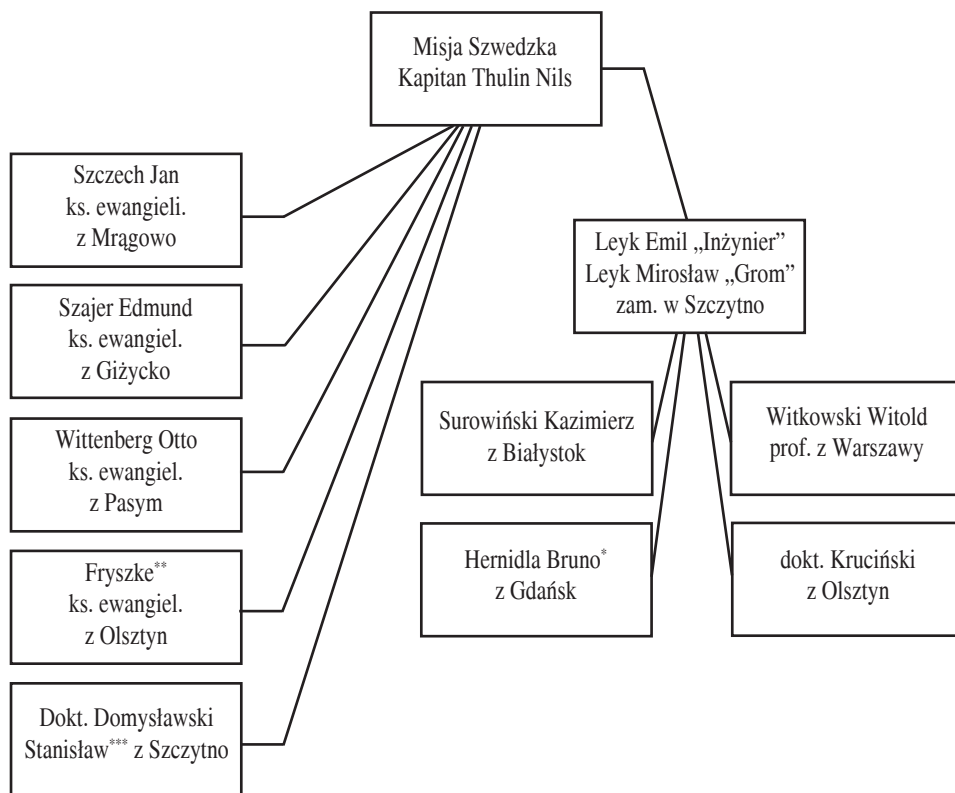 Misja Szwedzka
Kapitan Thulin Nils
Szczech Jan
ks. ewangieli.
z Mrągowo
Szajer Edmund
ks. ewangiel.
z Giżycko
Wittenberg Otto
ks. ewangiel.
z Pasym
Fryszke**
ks. ewangiel.
z Olsztyn
Dokt. Domysławski
Stanisław*** z Szczytno
Leyk Emil „Inżynier”
Leyk Mirosław „Grom”
zam. w Szczytno
Surowiński Kazimierz
z Białystok
Witkowski Witold
prof. z Warszawy
Hernidla Bruno*
z Gdańsk
dokt. Kruciński
z Olsztyn